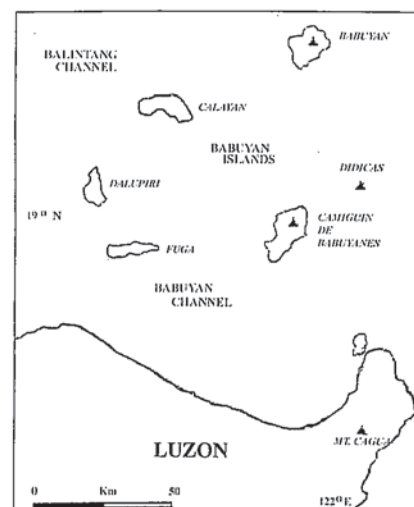 BABUYAN
BALINTANG
CHANNEL
CALAYAN
BABUYAN
ISLANDS
DIDICAS
DALUPIRI
19° N
CAMIGUIN
DE
BABUYANES
FUGA
BABUYAN
CHANNEL
LUZON
MT. CAGUA
0 Km 50
122° E